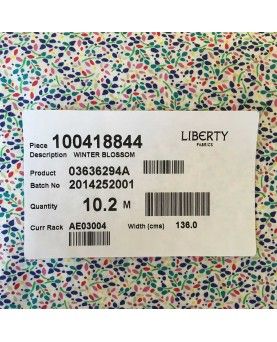 Piece 100418844
LIBERTY
FABRICS
Description WINTER BLOSSOM
Product 03636294A
Batch No 2014252001
Quantity 10.2 M
Curr Rack AE03004 Width (cms) 136.0